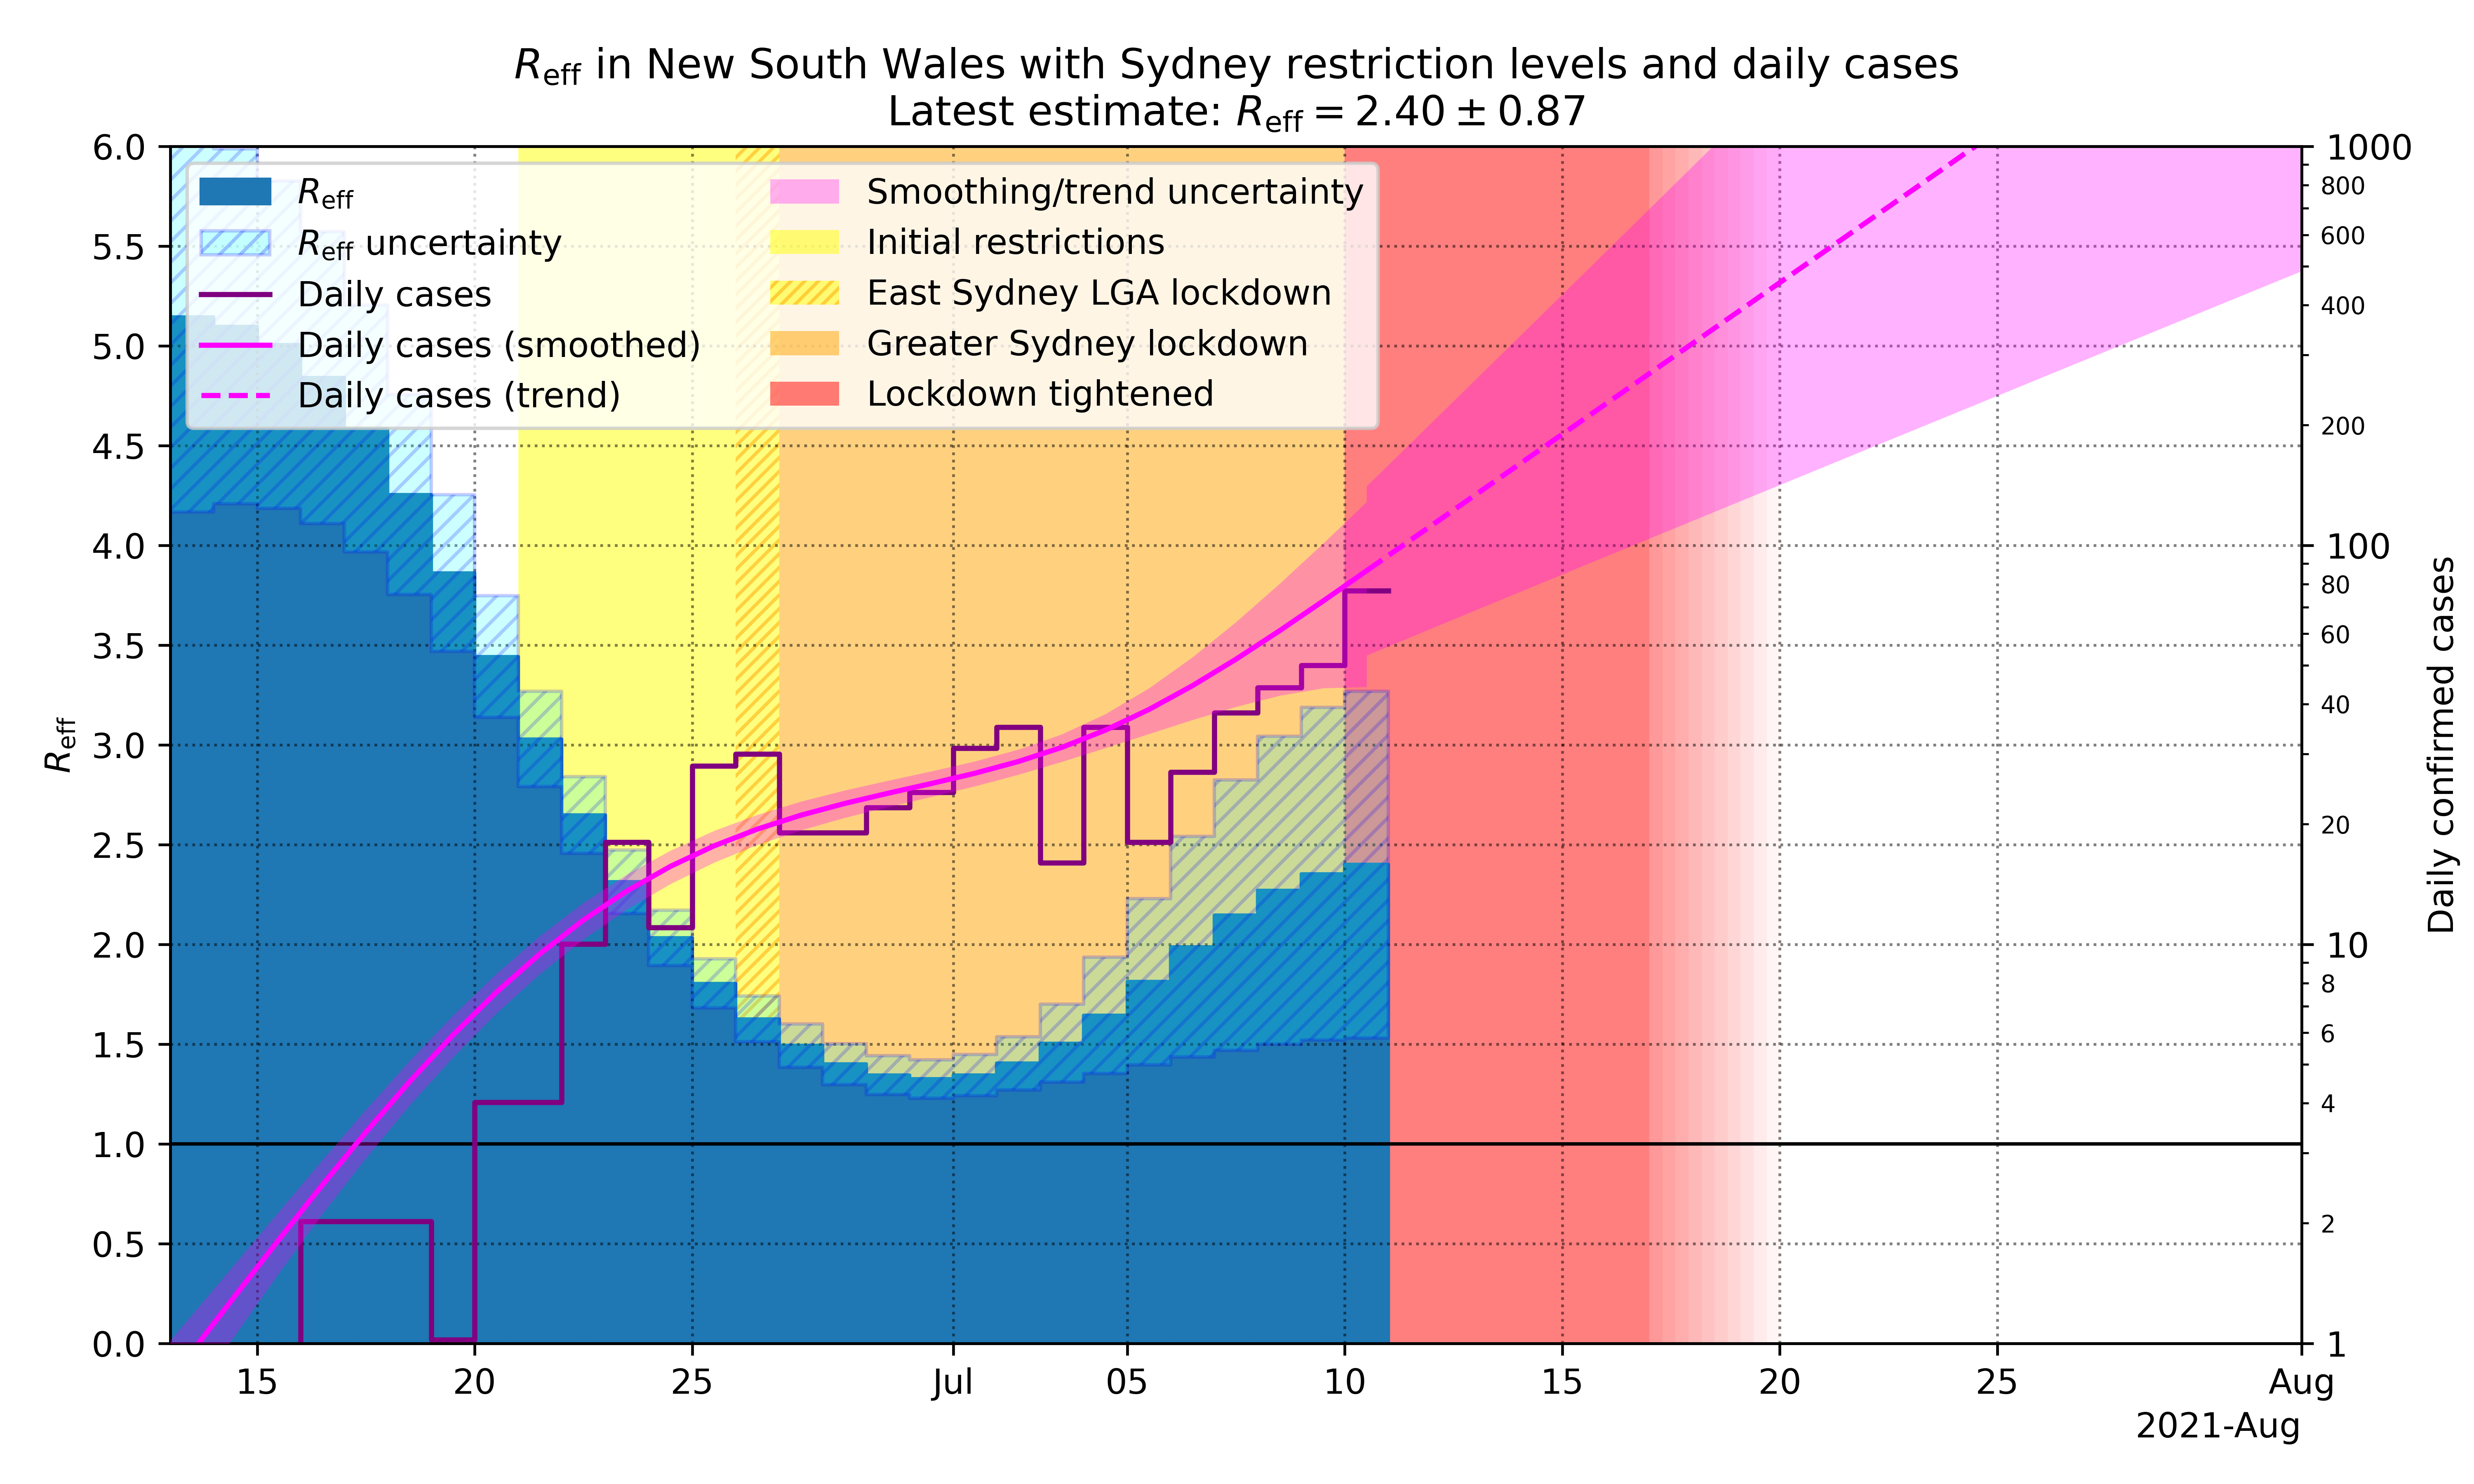 R_eff in New South Wales with Sydney restriction levels and daily cases
Latest estimate: R_eff = 2.40 ± 0.87
R_eff
R_eff uncertainty
Daily cases
Daily cases (smoothed)
Daily cases (trend)
Smoothing/trend uncertainty
Initial restrictions
East Sydney LGA lockdown
Greater Sydney lockdown
Lockdown tightened
R_eff
6.0
5.5
5.0
4.5
4.0
3.5
3.0
2.5
2.0
1.5
1.0
0.5
0.0
1000
800
600
400
200
100
80
60
40
20
10
8
6
4
2
1
Daily confirmed cases
15 20 25 Jul 05 10 15 20 25 Aug
2021-Aug